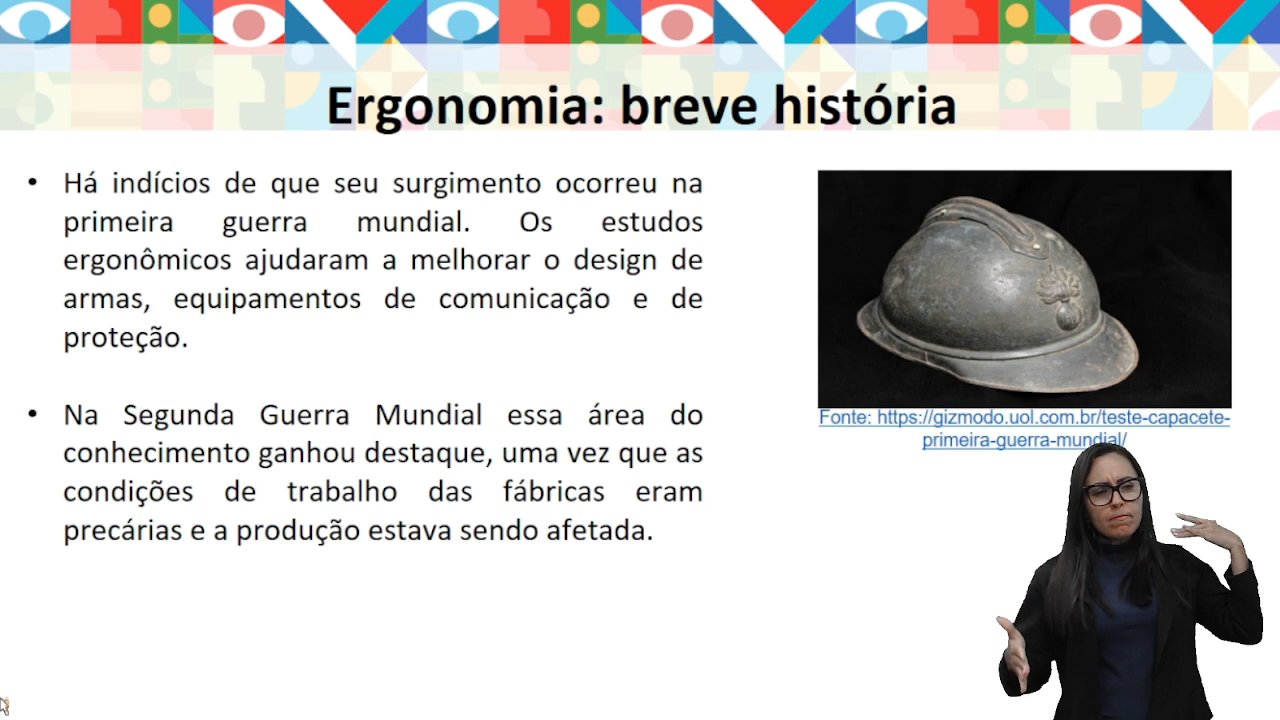 Ergonomia: breve história
• Há indícios de que seu surgimento ocorreu na
primeira guerra mundial. Os estudos
ergonômicos ajudaram a melhorar o design de
armas, equipamentos de comunicação e de
proteção.
• Na Segunda Guerra Mundial essa área do
conhecimento ganhou destaque, uma vez que as
condições de trabalho das fábricas eram
precárias e a produção estava sendo afetada.
Fonte: https://gizmodo.uol.com.br/teste-capacete-
primeira-guerra-mundial/